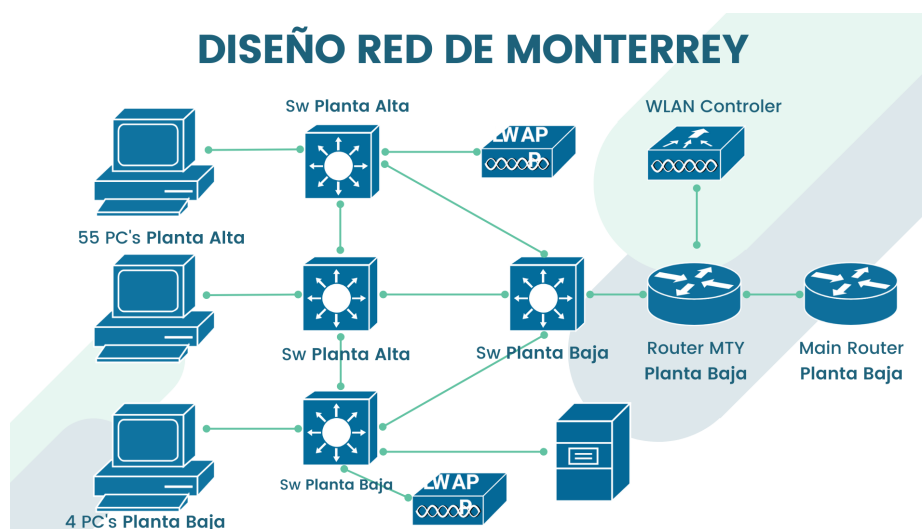 DISEÑO RED DE MONTERREY
Sw Planta Alta
WLAN Controler
LWAP
P
55 PC's Planta Alta
Sw Planta Alta
Sw Planta Baja
Router MTY
Planta Baja
Main Router
Planta Baja
Sw Planta Baja
LWAP
P
4 PC's Planta Baja